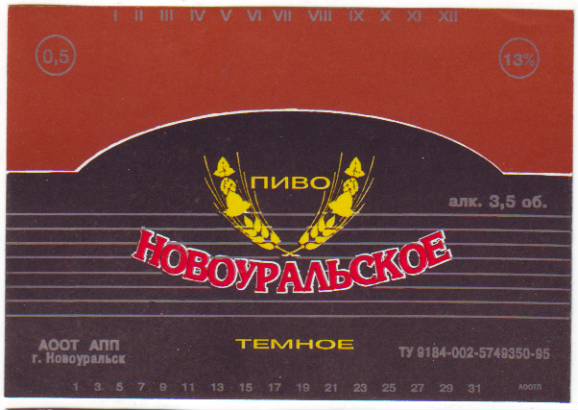 I II III IV V VI VII VIII IX X XI XII
0,5
13%
ПИВО
алк. 3,5 об.
НОВОУРАЛЬСКОЕ
ТЕМНОЕ
АООТ АПП
г. Новоуральск
ТУ 9184-002-5749350-95
1 3 5 7 9 11 13 15 17 19 21 23 25 27 29 31
АООТП